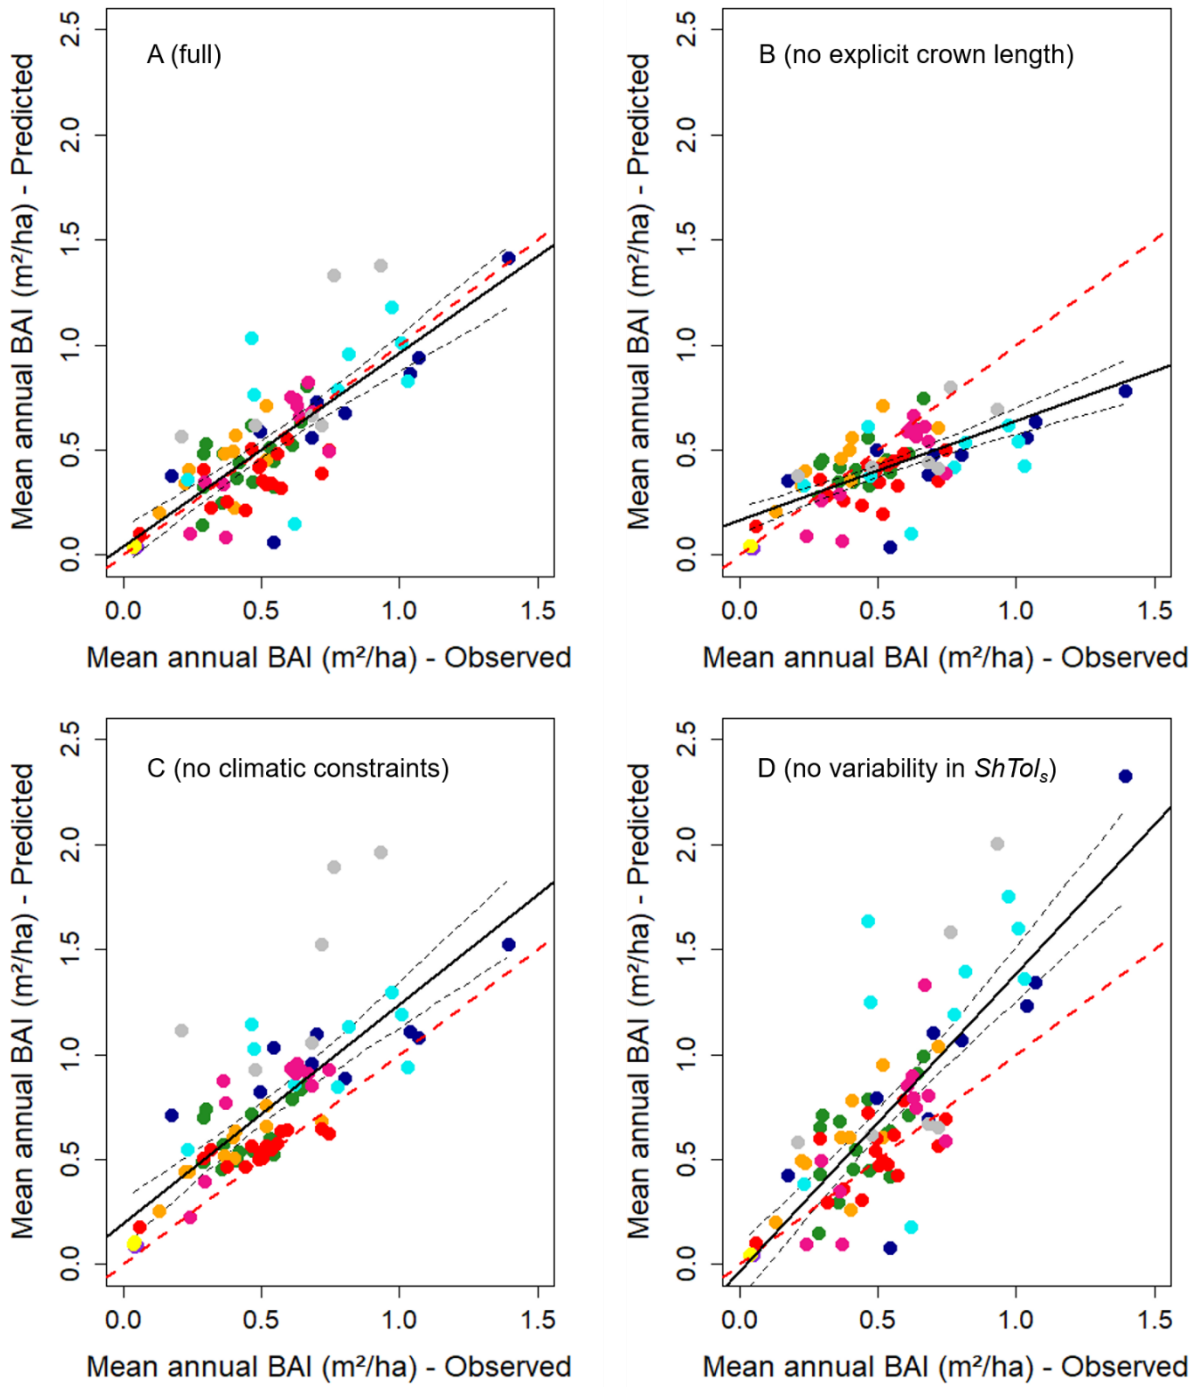 A (full)
Mean annual BAI (m²/ha) - Predicted
0.0 0.5 1.0 1.5 2.0 2.5
0.0 0.5 1.0 1.5
Mean annual BAI (m²/ha) - Observed
B (no explicit crown length)
Mean annual BAI (m²/ha) - Predicted
0.0 0.5 1.0 1.5 2.0 2.5
0.0 0.5 1.0 1.5
Mean annual BAI (m²/ha) - Observed
C (no climatic constraints)
Mean annual BAI (m²/ha) - Predicted
0.0 0.5 1.0 1.5 2.0 2.5
0.0 0.5 1.0 1.5
Mean annual BAI (m²/ha) - Observed
D (no variability in ShTolₛ)
Mean annual BAI (m²/ha) - Predicted
0.0 0.5 1.0 1.5 2.0 2.5
0.0 0.5 1.0 1.5
Mean annual BAI (m²/ha) - Observed